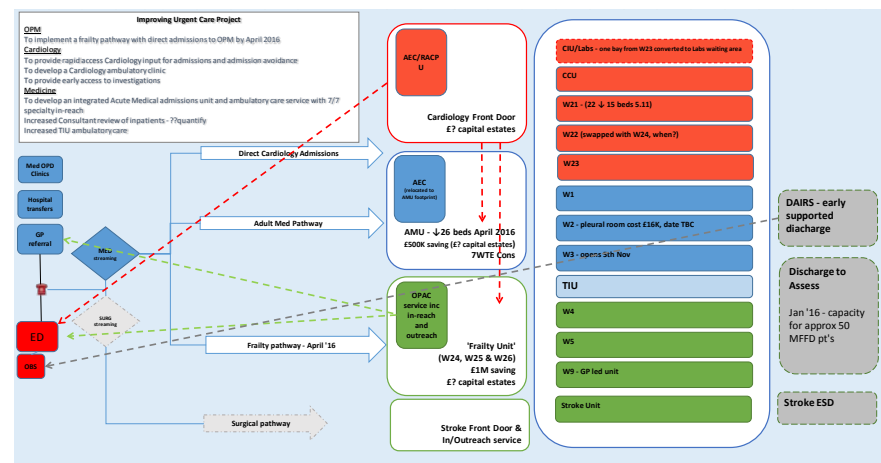 Improving Urgent Care Project
OPM
To implement a frailty pathway with direct admissions to OPM by April 2016
Cardiology
To provide rapid access Cardiology input for admissions and admission avoidance
To develop a Cardiology ambulatory clinic
To provide early access to investigations
Medicine
To develop an integrated Acute Medical admissions unit and ambulatory care service with 7/7
specialty in-reach
Increased Consultant review of inpatients - ??quantify
Increased TIU ambulatory care
Med OPD
Clinics
Hospital
transfers
GP
referral
MED
streaming
SURG
streaming
ED
OBS
Direct Cardiology Admissions
Adult Med Pathway
Frailty pathway - April '16
Surgical pathway
AEC/RACP
U
Cardiology Front Door
£? capital estates
AEC
(relocated to
AMU footprint)
AMU - ↓26 beds April 2016
£500K saving (£? capital estates)
7WTE Cons
OPAC
service inc
in-reach
and
outreach
'Frailty Unit'
(W24, W25 & W26)
£1M saving
£? capital estates
Stroke Front Door &
In/Outreach service
CIU/Labs - one bay from W23 converted to Labs waiting area
CCU
W21 - (22 ↓ 15 beds 5.11)
W22 (swapped with W24, when?)
W23
W1
W2 - pleural room cost £16K, date TBC
W3 - opens 5th Nov
TIU
W4
W5
W9 - GP led unit
Stroke Unit
DAIRS - early
supported
diacharge
Discharge to
Assess
Jan '16 - capacity
for approx 50
MFFD pt's
Stroke ESD